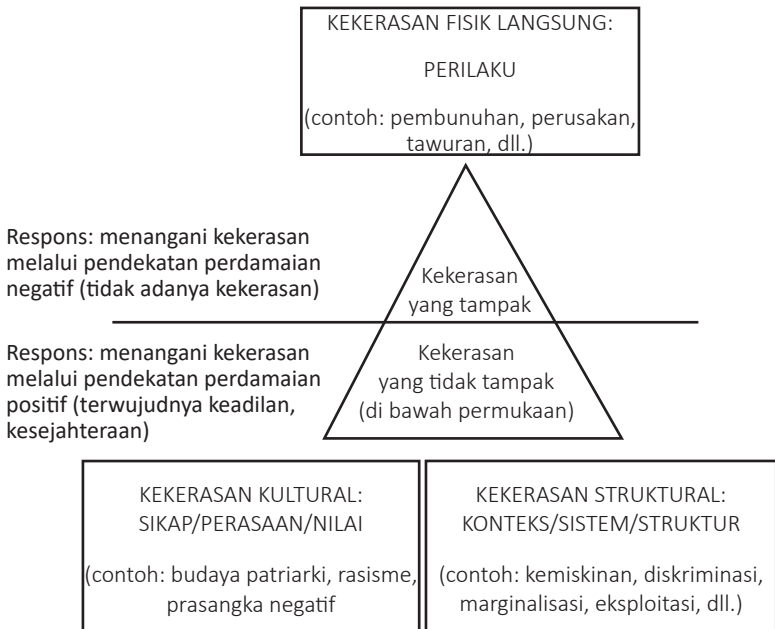 KEKERASAN FISIK LANGSUNG:
PERILAKU
(contoh: pembunuhan, perusakan,
tawuran, dll.)
Respons: menangani kekerasan
melalui pendekatan perdamaian
negatif (tidak adanya kekerasan)
Kekerasan
yang tampak
Respons: menangani kekerasan
melalui pendekatan perdamaian
positif (terwujudnya keadilan,
kesejahteraan)
Kekerasan
yang tidak tampak
(di bawah permukaan)
KEKERASAN KULTURAL:
SIKAP/PERASAAN/NILAI
(contoh: budaya patriarki, rasisme,
prasangka negatif
KEKERASAN STRUKTURAL:
KONTEKS/SISTEM/STRUKTUR
(contoh: kemiskinan, diskriminasi,
marginalisasi, eksploitasi, dll.)